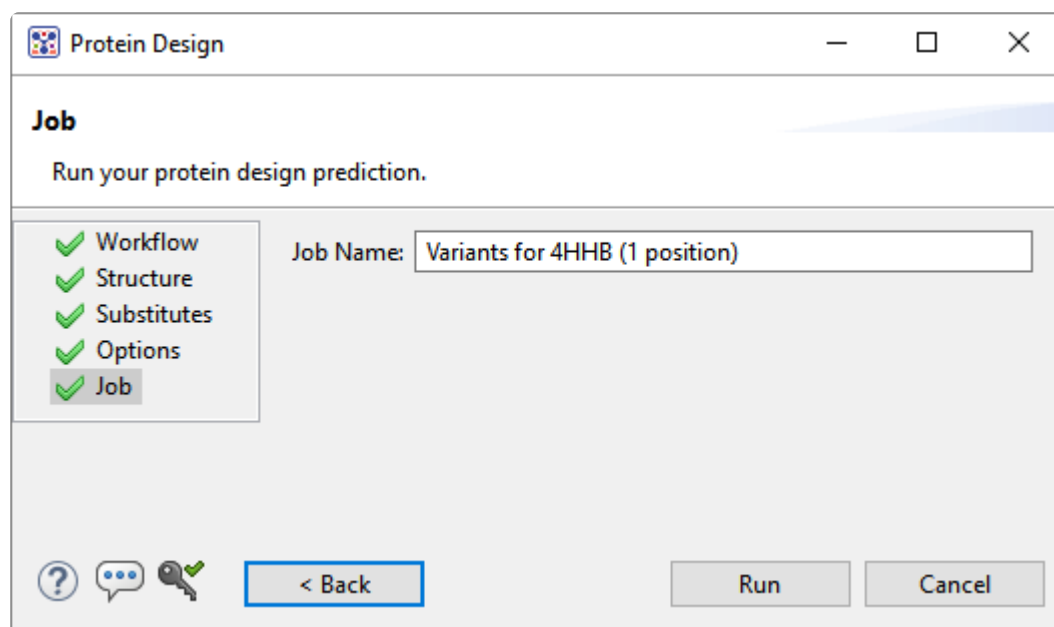 Protein Design
Job
Run your protein design prediction.
Workflow
Structure
Substitutes
Options
Job
Job Name: Variants for 4HHB (1 position)
?
< Back
Run
Cancel